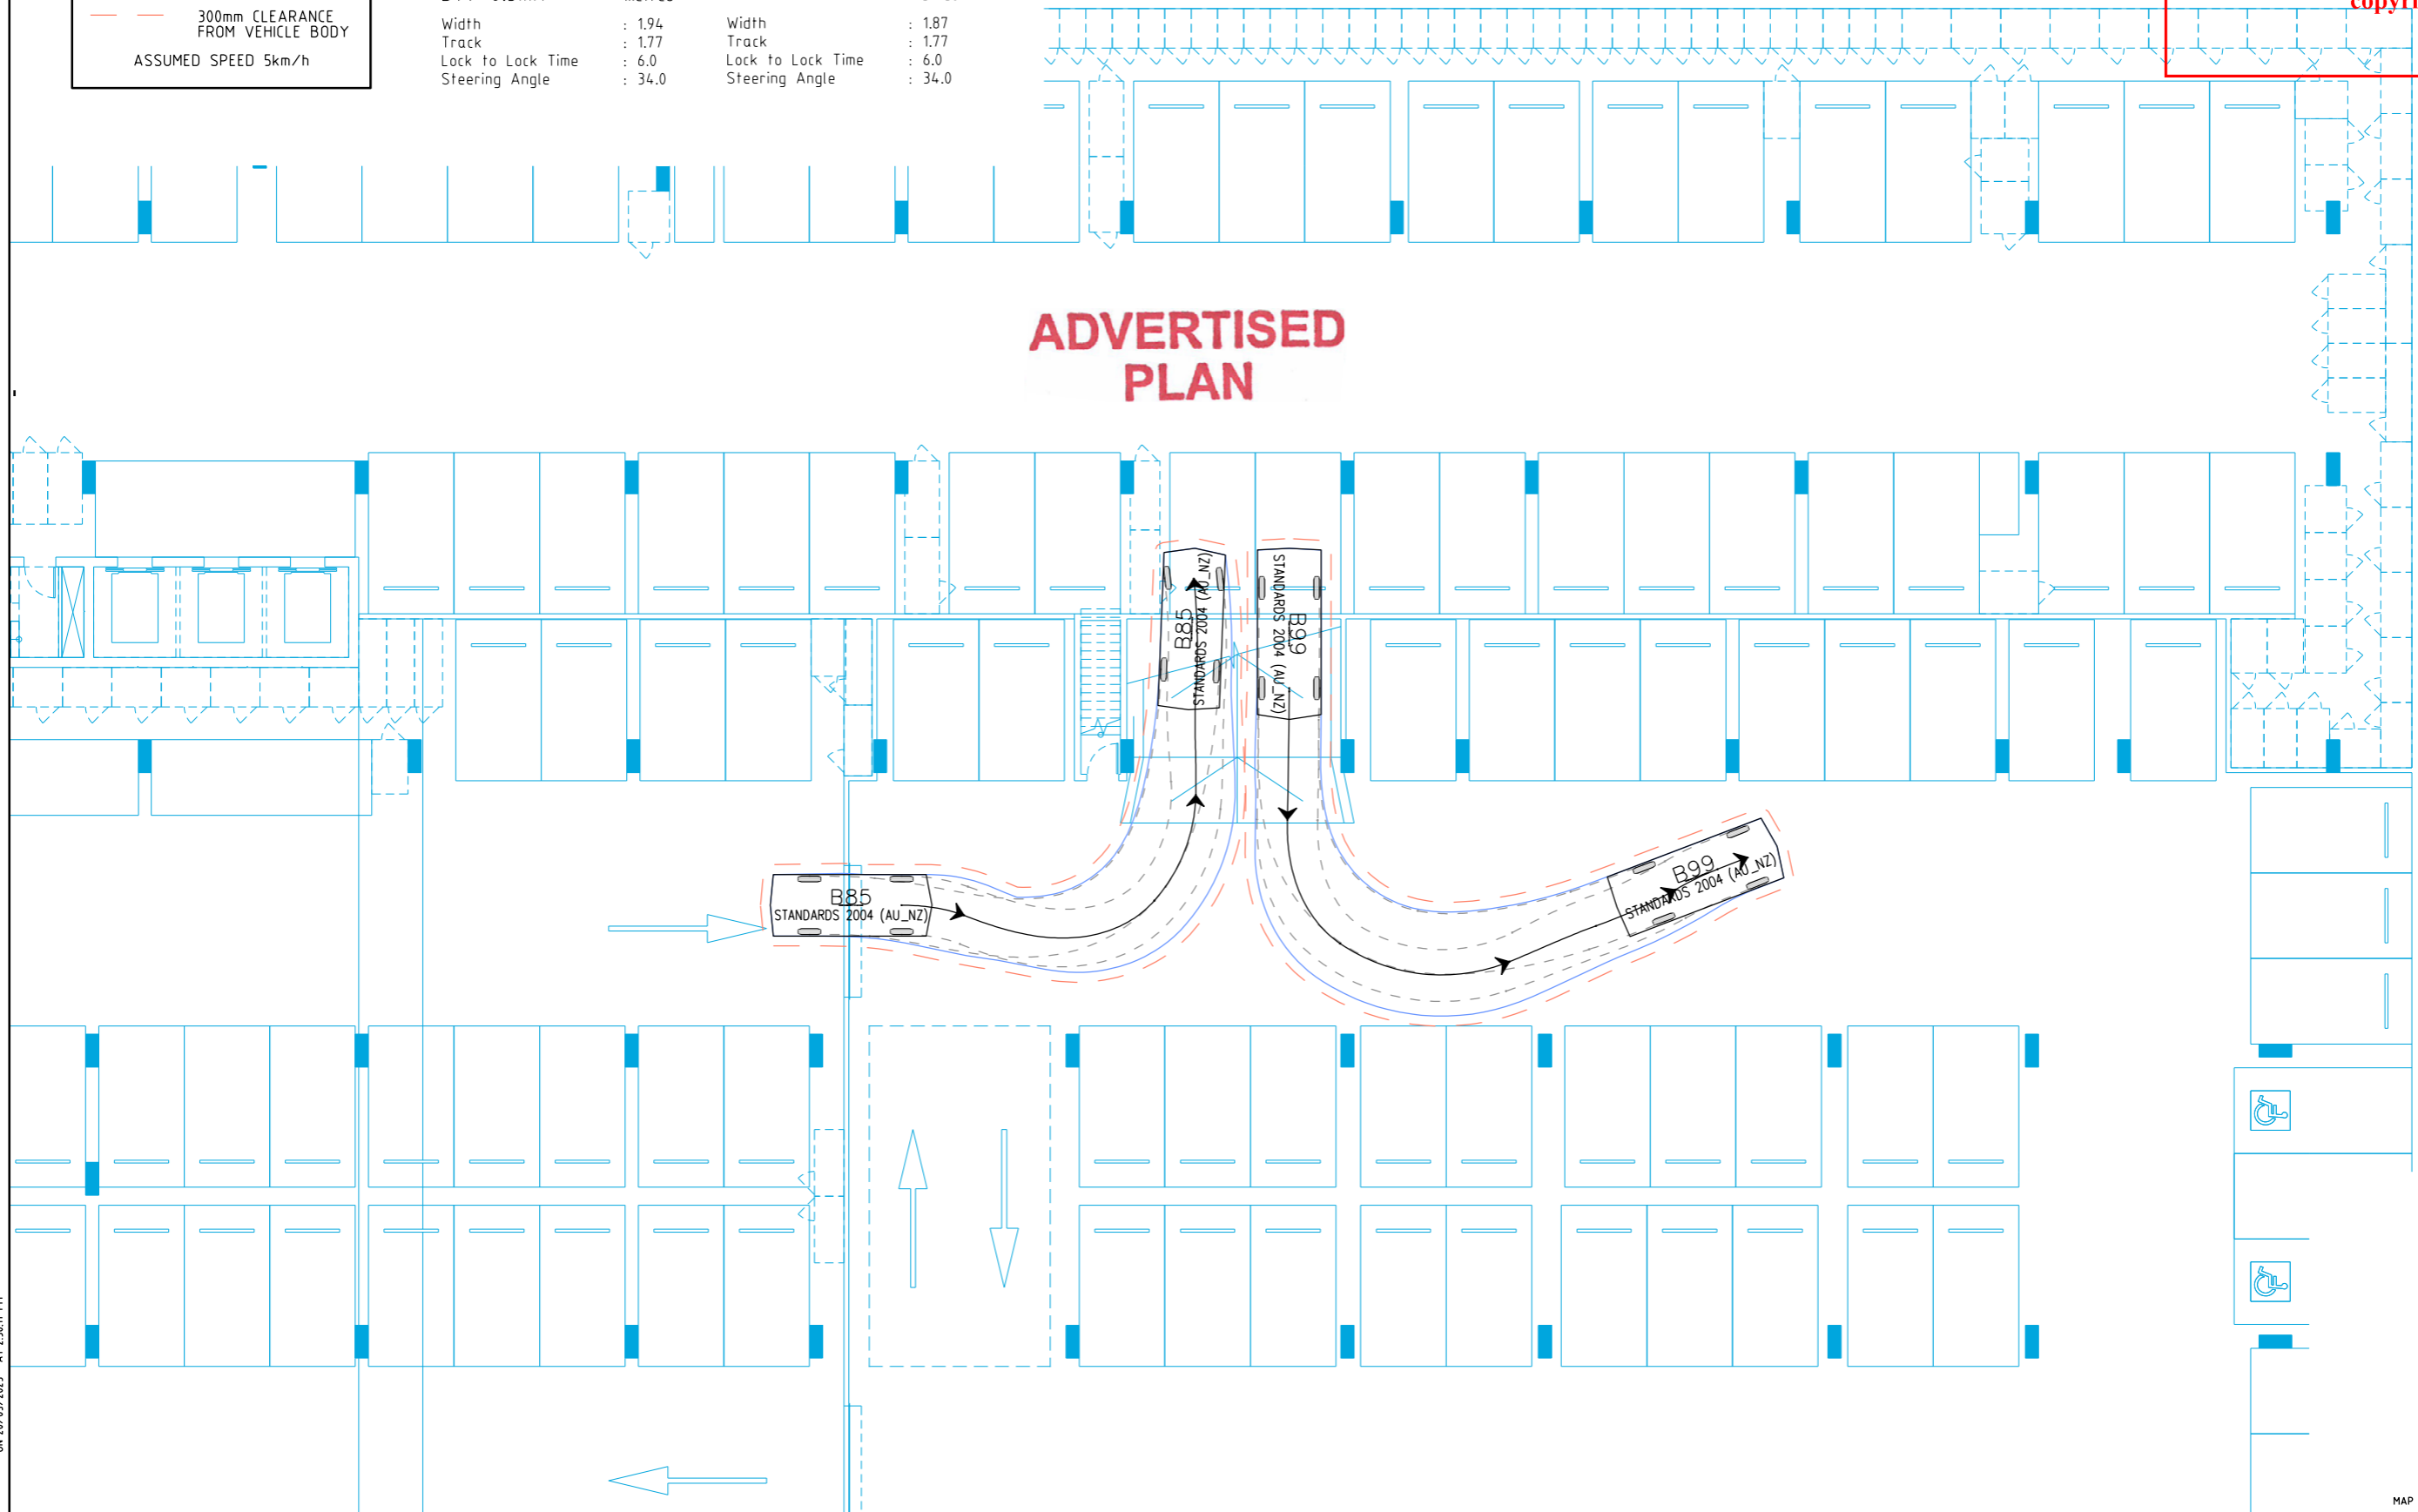 300mm CLEARANCE
FROM VEHICLE BODY
ASSUMED SPEED 5km/h
Width : 1.94
Track : 1.77
Lock to Lock Time : 6.0
Steering Angle : 34.0
Width : 1.87
Track : 1.77
Lock to Lock Time : 6.0
Steering Angle : 34.0
ADVERTISED
PLAN
B85
STANDARDS 2004 (AU_NZ)
B99
STANDARDS 2004 (AU_NZ)
B85
STANDARDS 2004 (AU_NZ)
B99
STANDARDS 2004 (AU_NZ)
MAP